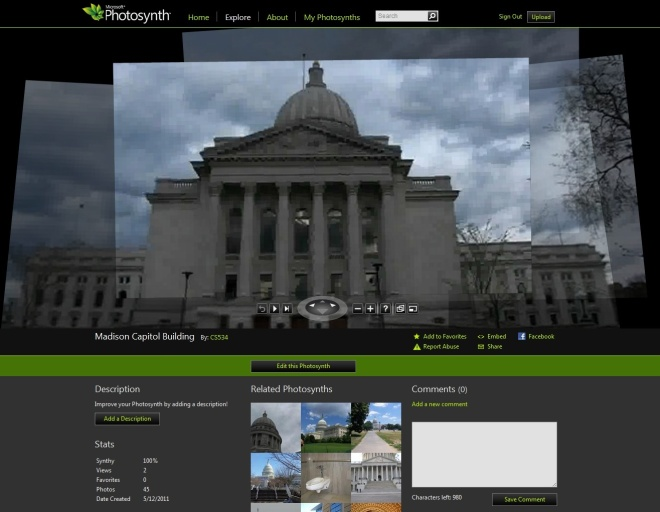 Microsoft®
Photosynth™
Home Explore About My Photosynths Search Sign Out Upload
Madison Capitol Building By: CS534
Add to Favorites <> Embed Facebook
Report Abuse Share
Edit this Photosynth
Description
Improve your Photosynth by adding a description!
Add a Description
Stats
Synthy 100%
Views 2
Favorites 0
Photos 45
Date Created 5/12/2011
Related Photosynths
Comments (0)
Add a new comment
Characters left: 980 Save Comment